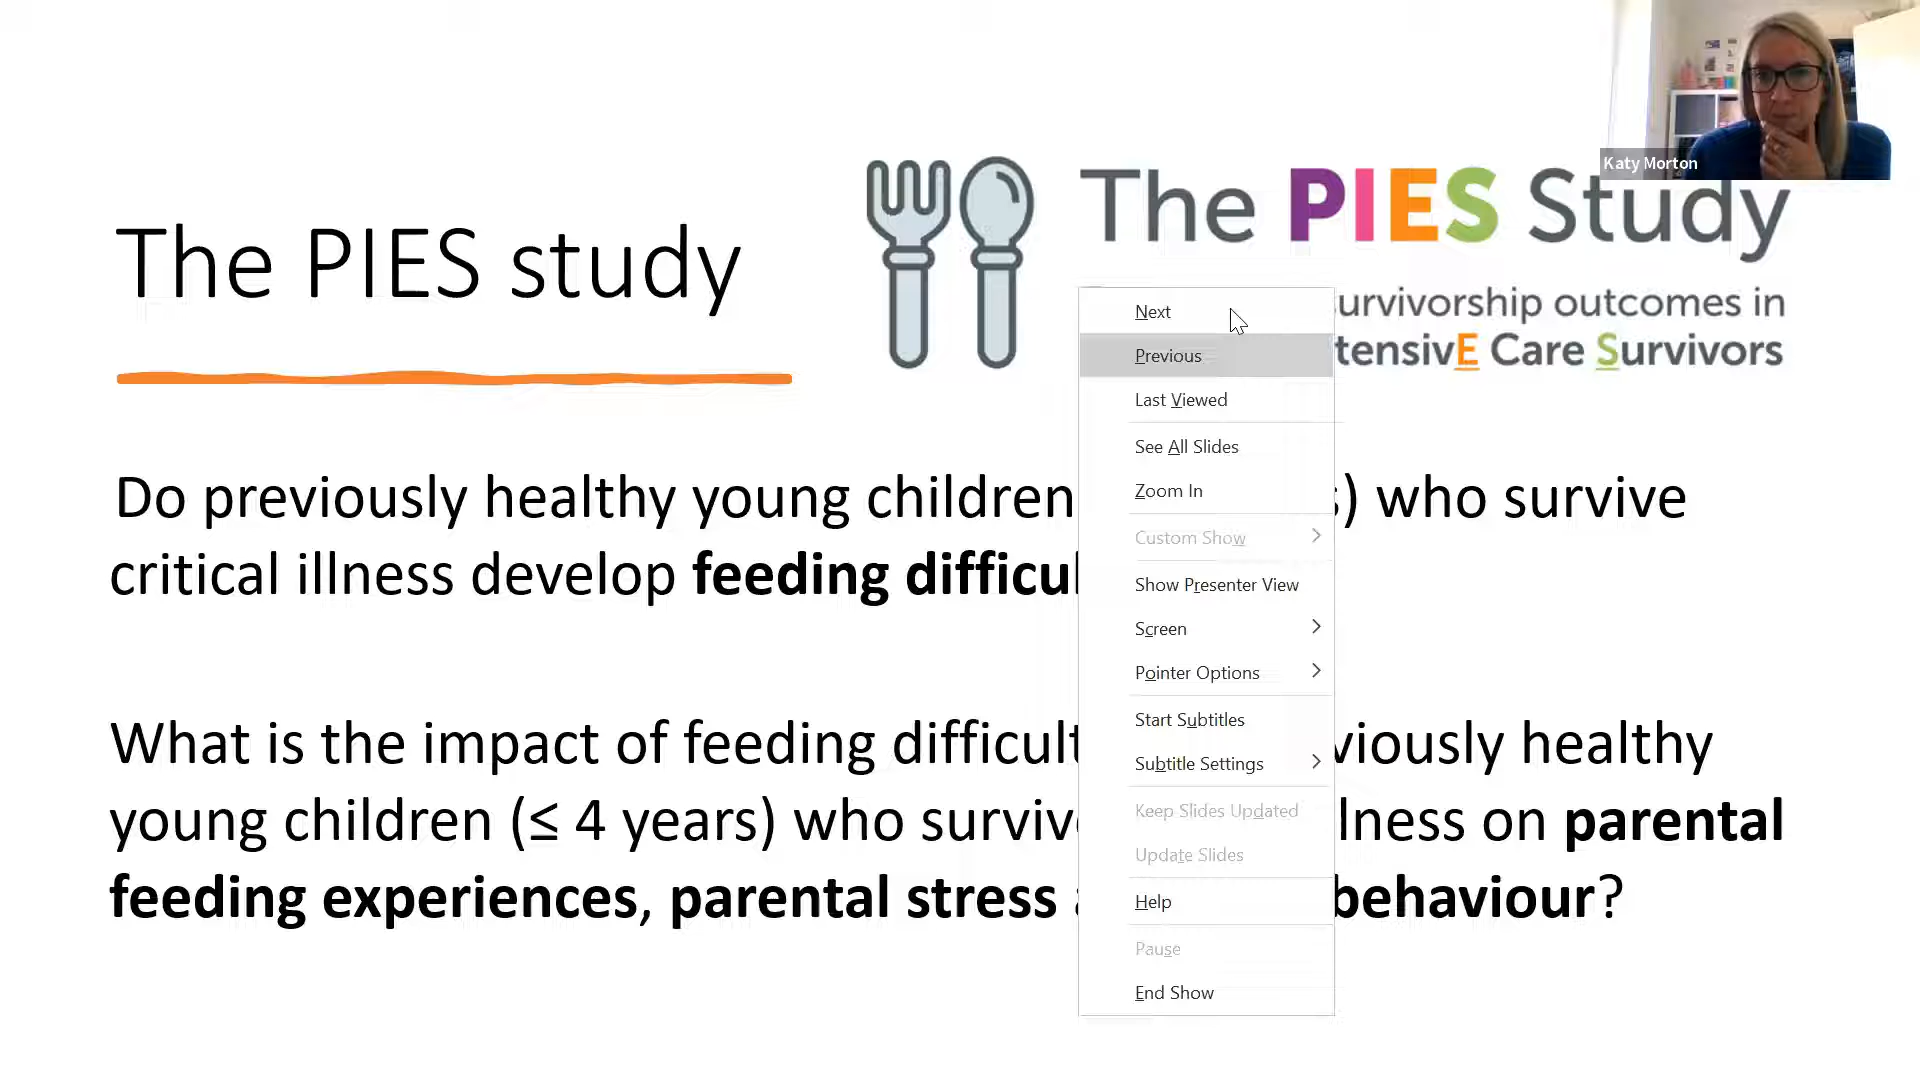 Katy Morton
The PIES Study
The PIES study
urvivorship outcomes in
tensivE Care Survivors
Next
Previous
Last Viewed
See All Slides
Zoom In
Custom Show
Show Presenter View
Screen
Pointer Options
Start Subtitles
Subtitle Settings
Keep Slides Updated
Update Slides
Help
Pause
End Show
Do previously healthy young children s) who survive
critical illness develop feeding difficul
What is the impact of feeding difficult viously healthy
young children (≤ 4 years) who surviv lness on parental
feeding experiences, parental stress behaviour?